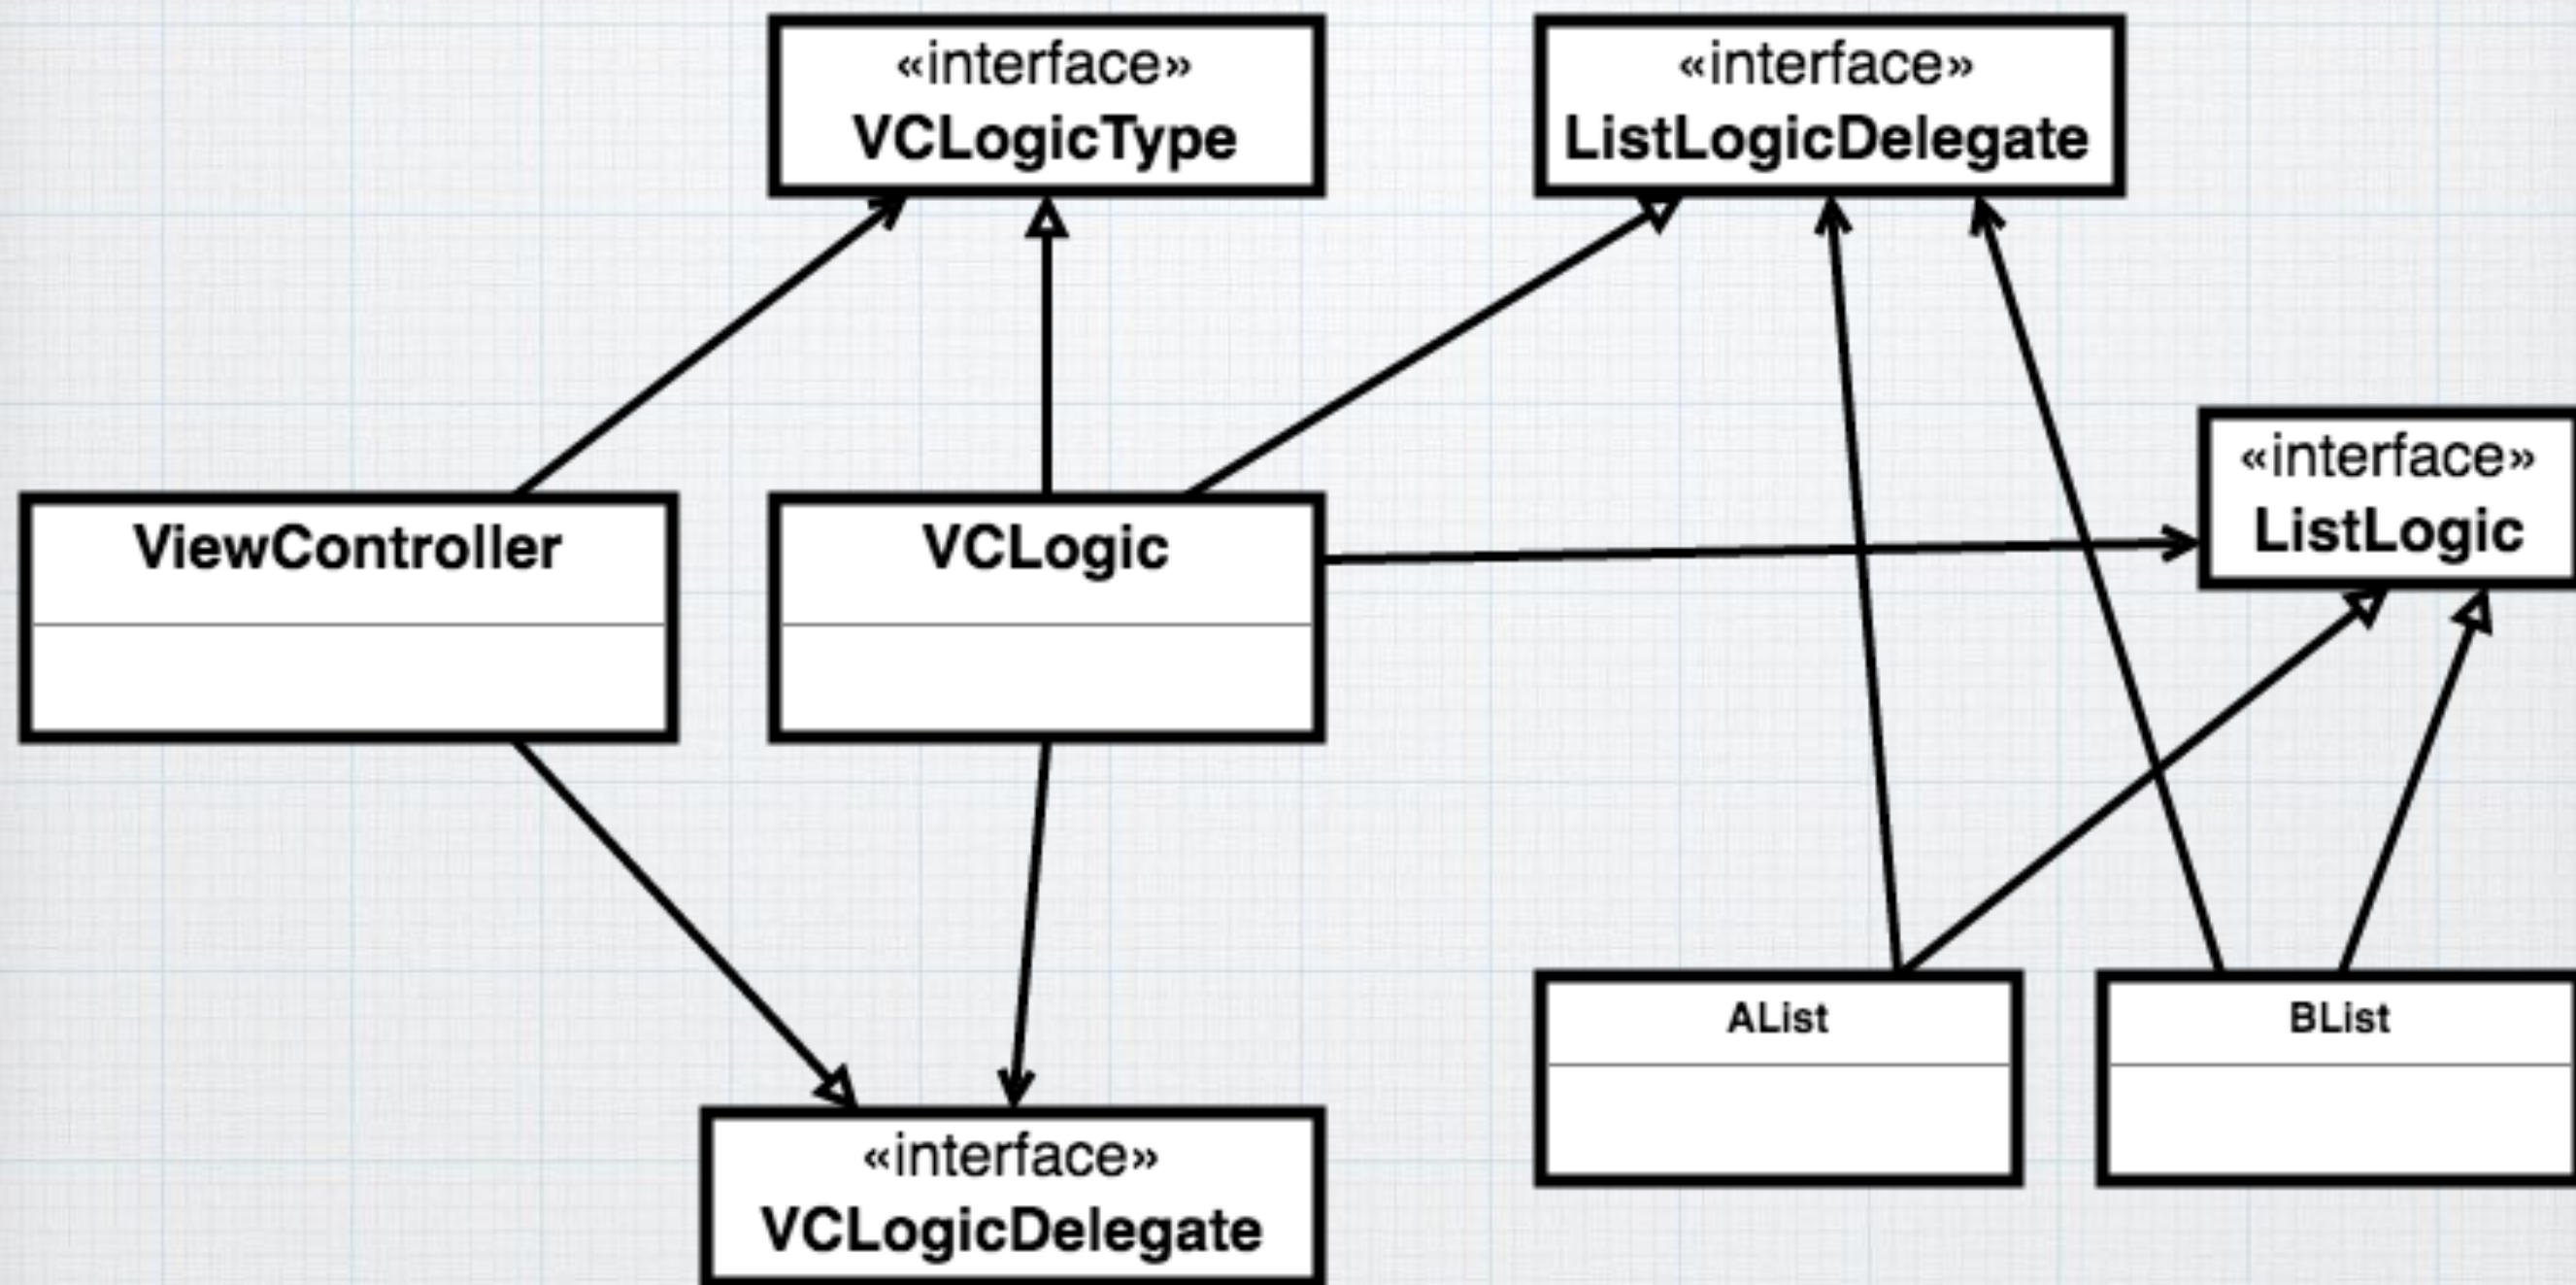 «interface»
VCLogicType
«interface»
ListLogicDelegate
«interface»
ListLogic
ViewController
VCLogic
AList
BList
«interface»
VCLogicDelegate